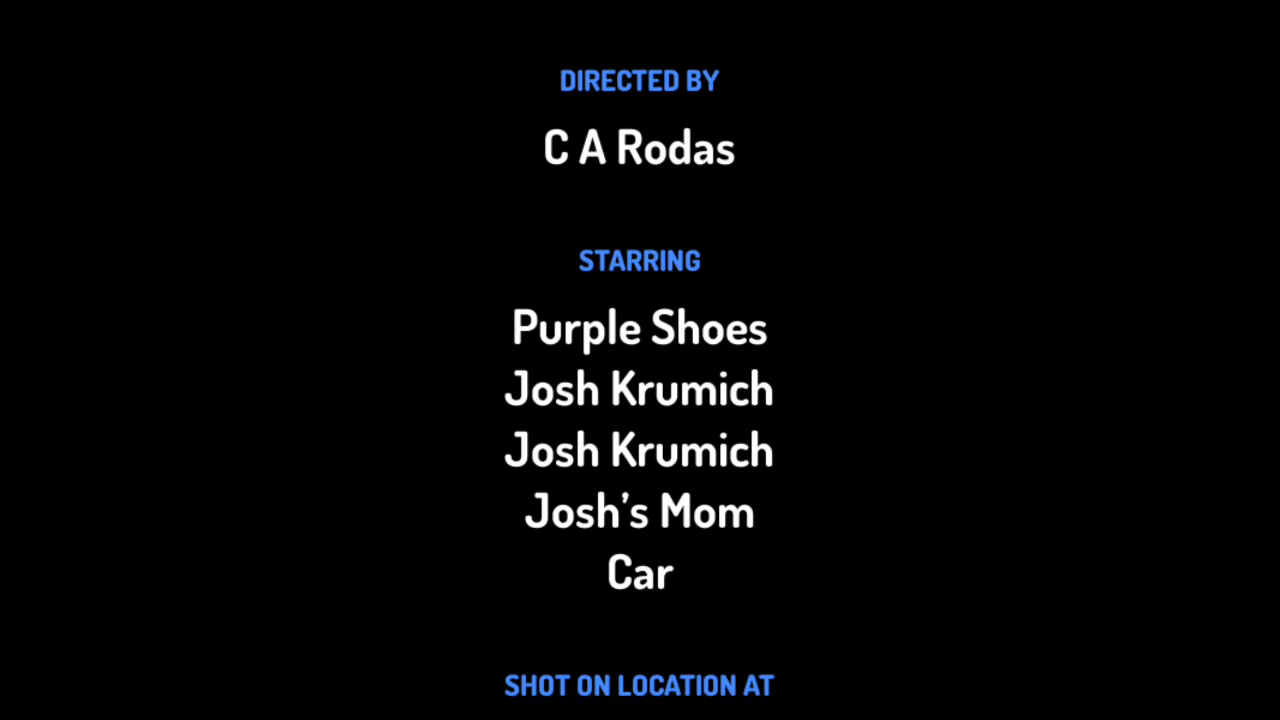 DIRECTED BY
C A Rodas
STARRING
Purple Shoes
Josh Krumich
Josh Krumich
Josh’s Mom
Car
SHOT ON LOCATION AT